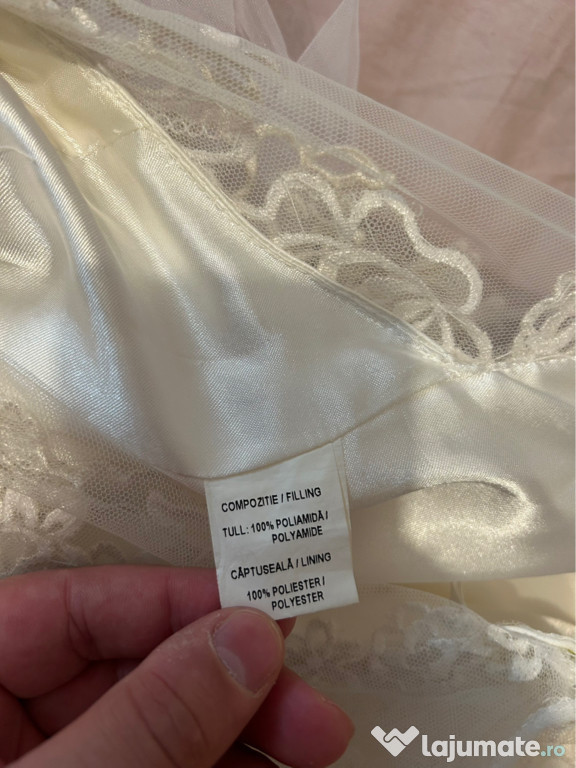 COMPOZITIE / FILLING
TULL: 100% POLIAMIDĂ /
POLYAMIDE
CĂPTUSEALĂ / LINING
100% POLIESTER /
POLYESTER
lajumate.ro